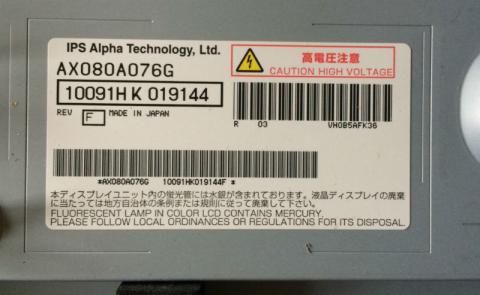 IPS Alpha Technology, Ltd.
AX080A076G
10091H K 019144
REV F MADE IN JAPAN
高電圧注意
CAUTION HIGH VOLTAGE
R 03 VH0B5AFK36
*AX080A076G 10091HK019144F *
本ディスプレイユニット内の蛍光管には水銀が含まれております。液晶ディスプレイの廃棄
に当たっては地方自治体の条例または規則に従って廃棄して下さい。
FLUORESCENT LAMP IN COLOR LCD CONTAINS MERCURY.
PLEASE FOLLOW LOCAL ORDINANCES OR REGULATIONS FOR ITS DISPOSAL.